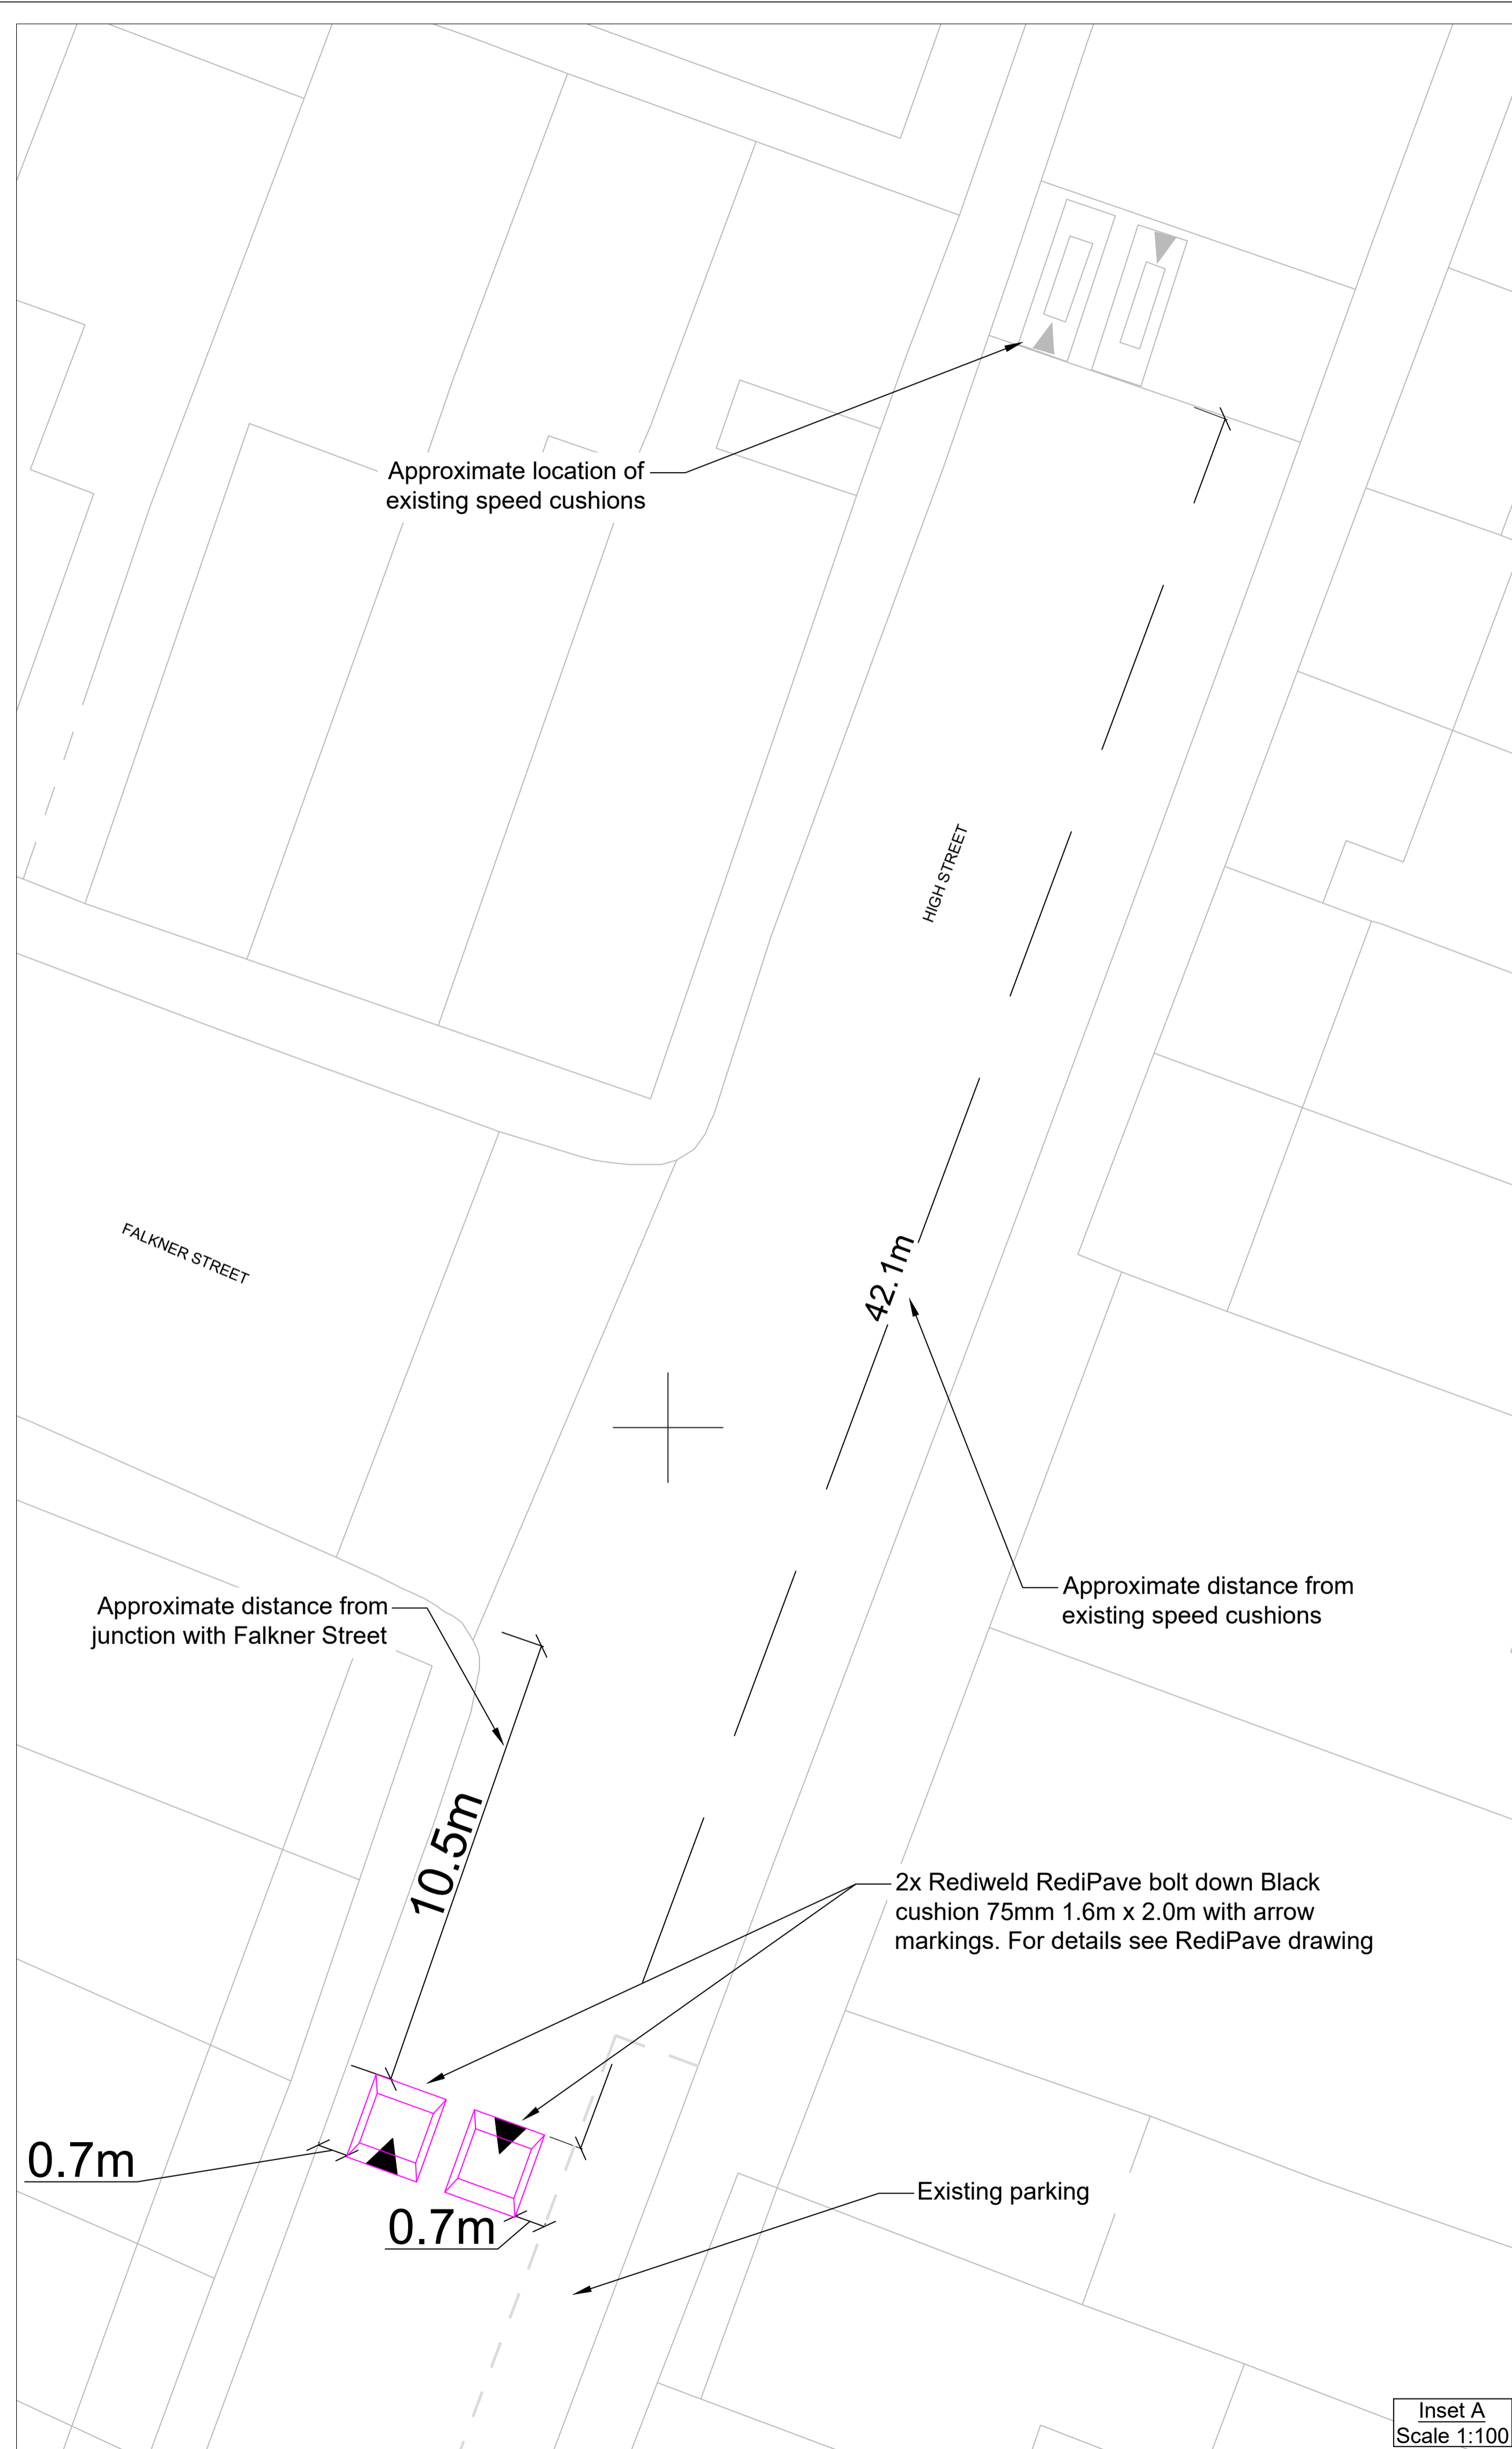 Approximate location of
existing speed cushions
HIGH STREET
FALKNER STREET
42.1m
Approximate distance from
existing speed cushions
Approximate distance from
junction with Falkner Street
10.5m
2x Rediweld RediPave bolt down Black
cushion 75mm 1.6m x 2.0m with arrow
markings. For details see RediPave drawing
0.7m
0.7m
Existing parking
Inset A
Scale 1:100